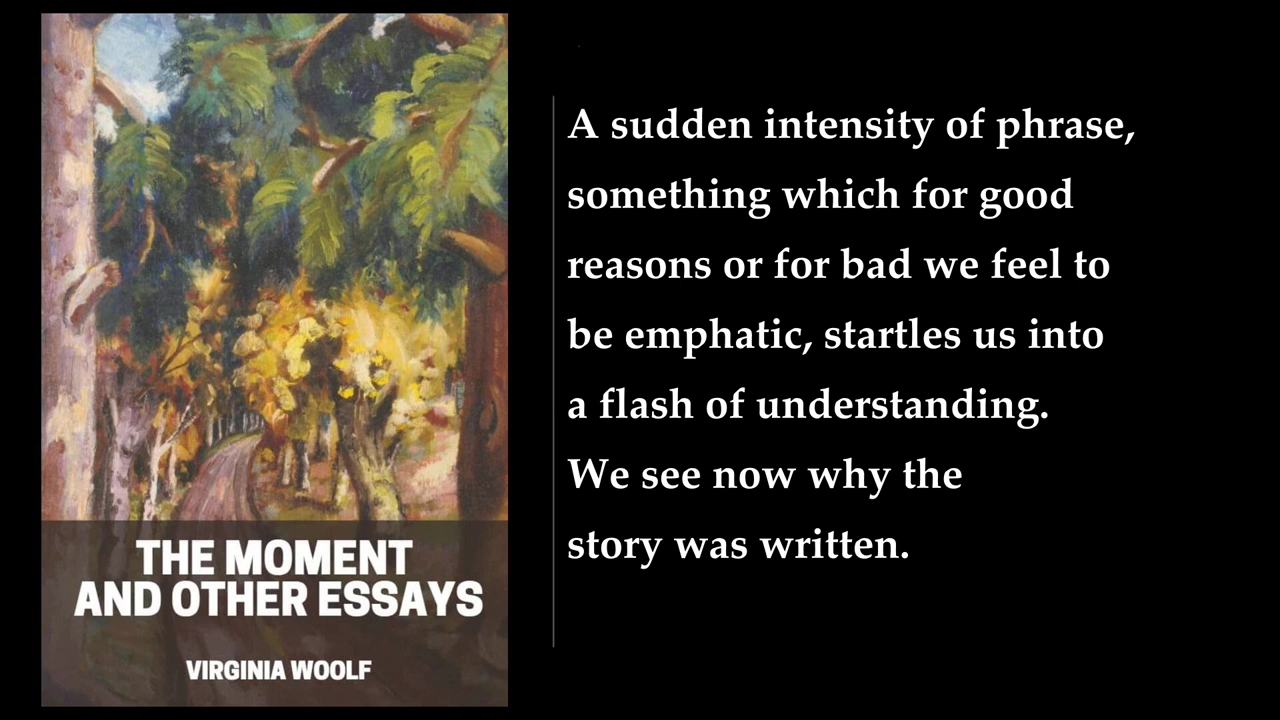 THE MOMENT
AND OTHER ESSAYS
VIRGINIA WOOLF
A sudden intensity of phrase,
something which for good
reasons or for bad we feel to
be emphatic, startles us into
a flash of understanding.
We see now why the
story was written.